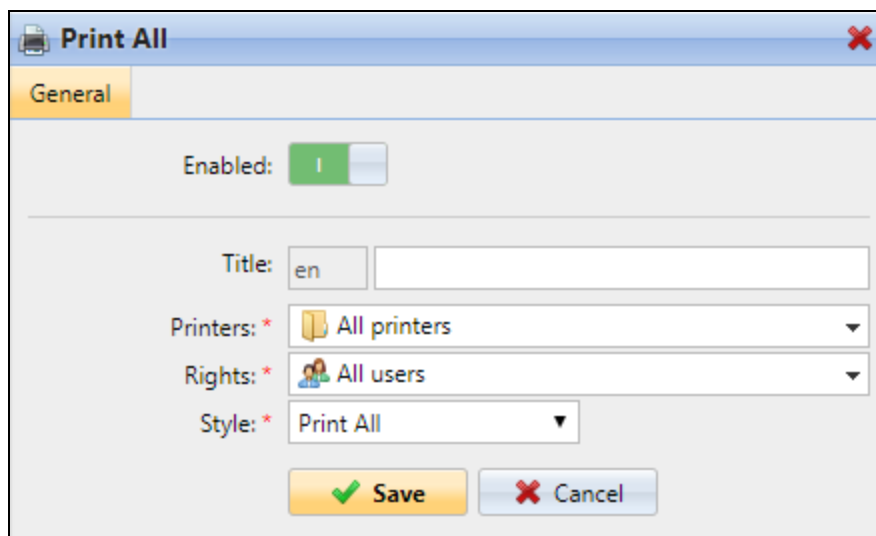 Print All
General
Enabled: I
Title: en
Printers: * All printers
Rights: * All users
Style: * Print All
Save Cancel